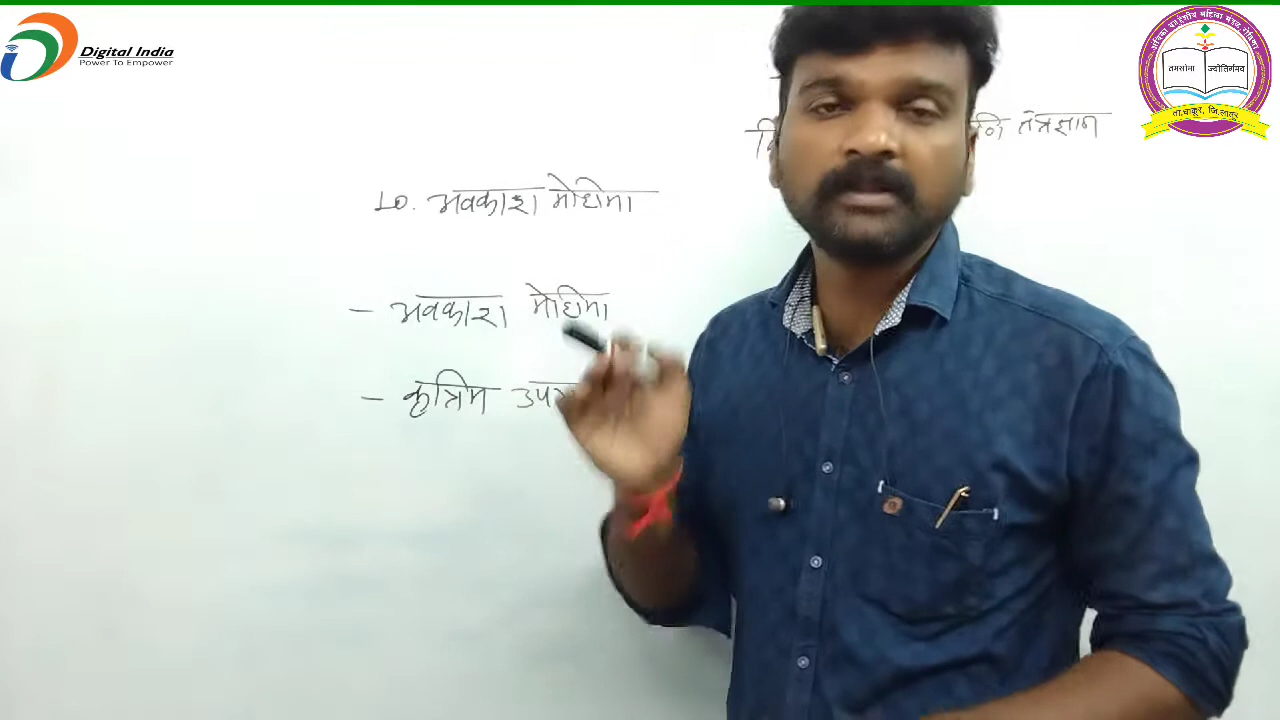 Digital India
Power To Empower
तमसोमा ज्योतिर्गमय
ता.चाकूर, जि.लातूर
तंत्रज्ञान
10. अवकाश मोहिमा
- अवकाश मोहिमा
- कृत्रिम